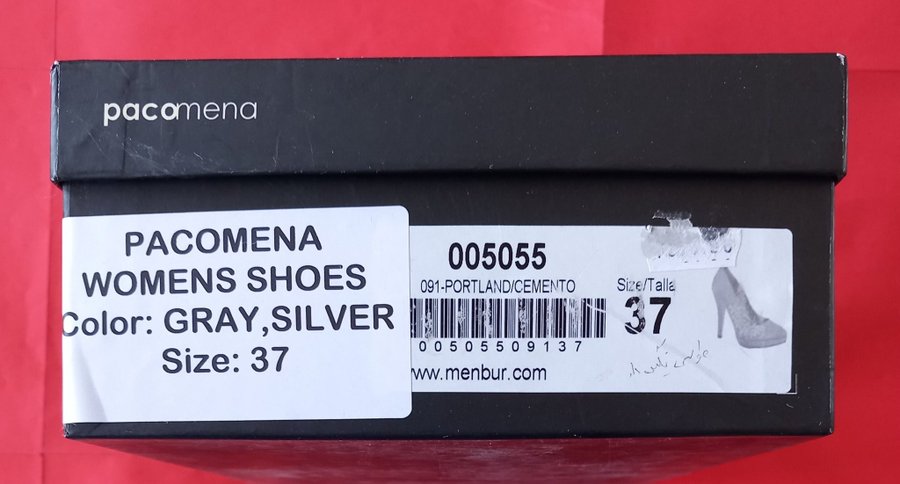 pacomena
PACOMENA
WOMENS SHOES
Color: GRAY,SILVER
Size: 37
005055
091-PORTLAND/CEMENTO
Size/Talla
37
00505509137
www.menbur.com